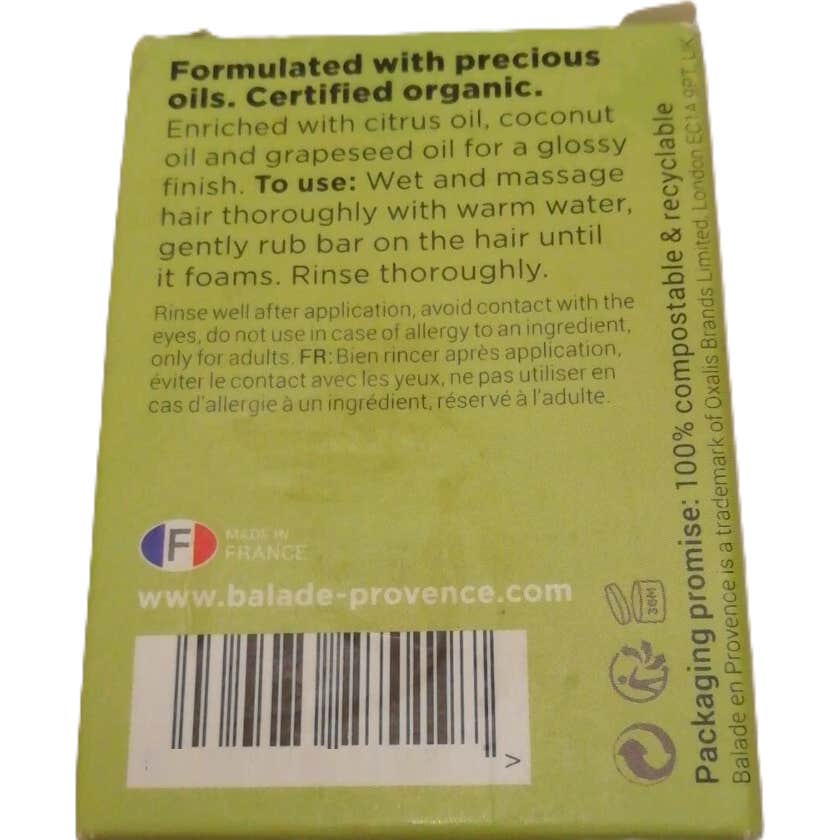 Formulated with precious
oils. Certified organic.
Enriched with citrus oil, coconut
oil and grapeseed oil for a glossy
finish. To use: Wet and massage
hair thoroughly with warm water,
gently rub bar on the hair until
it foams. Rinse thoroughly.
Rinse well after application, avoid contact with the
eyes, do not use in case of allergy to an ingredient,
only for adults. FR: Bien rincer après application,
éviter le contact avec les yeux, ne pas utiliser en
cas d'allergie à un ingrédient, réservé à l'adulte.
F
MADE IN
FRANCE
www.balade-provence.com
>
36M
Packaging promise: 100% compostable & recyclable
Balade en Provence is a trademark of Oxalis Brands Limited, London EC1A 9PT UK